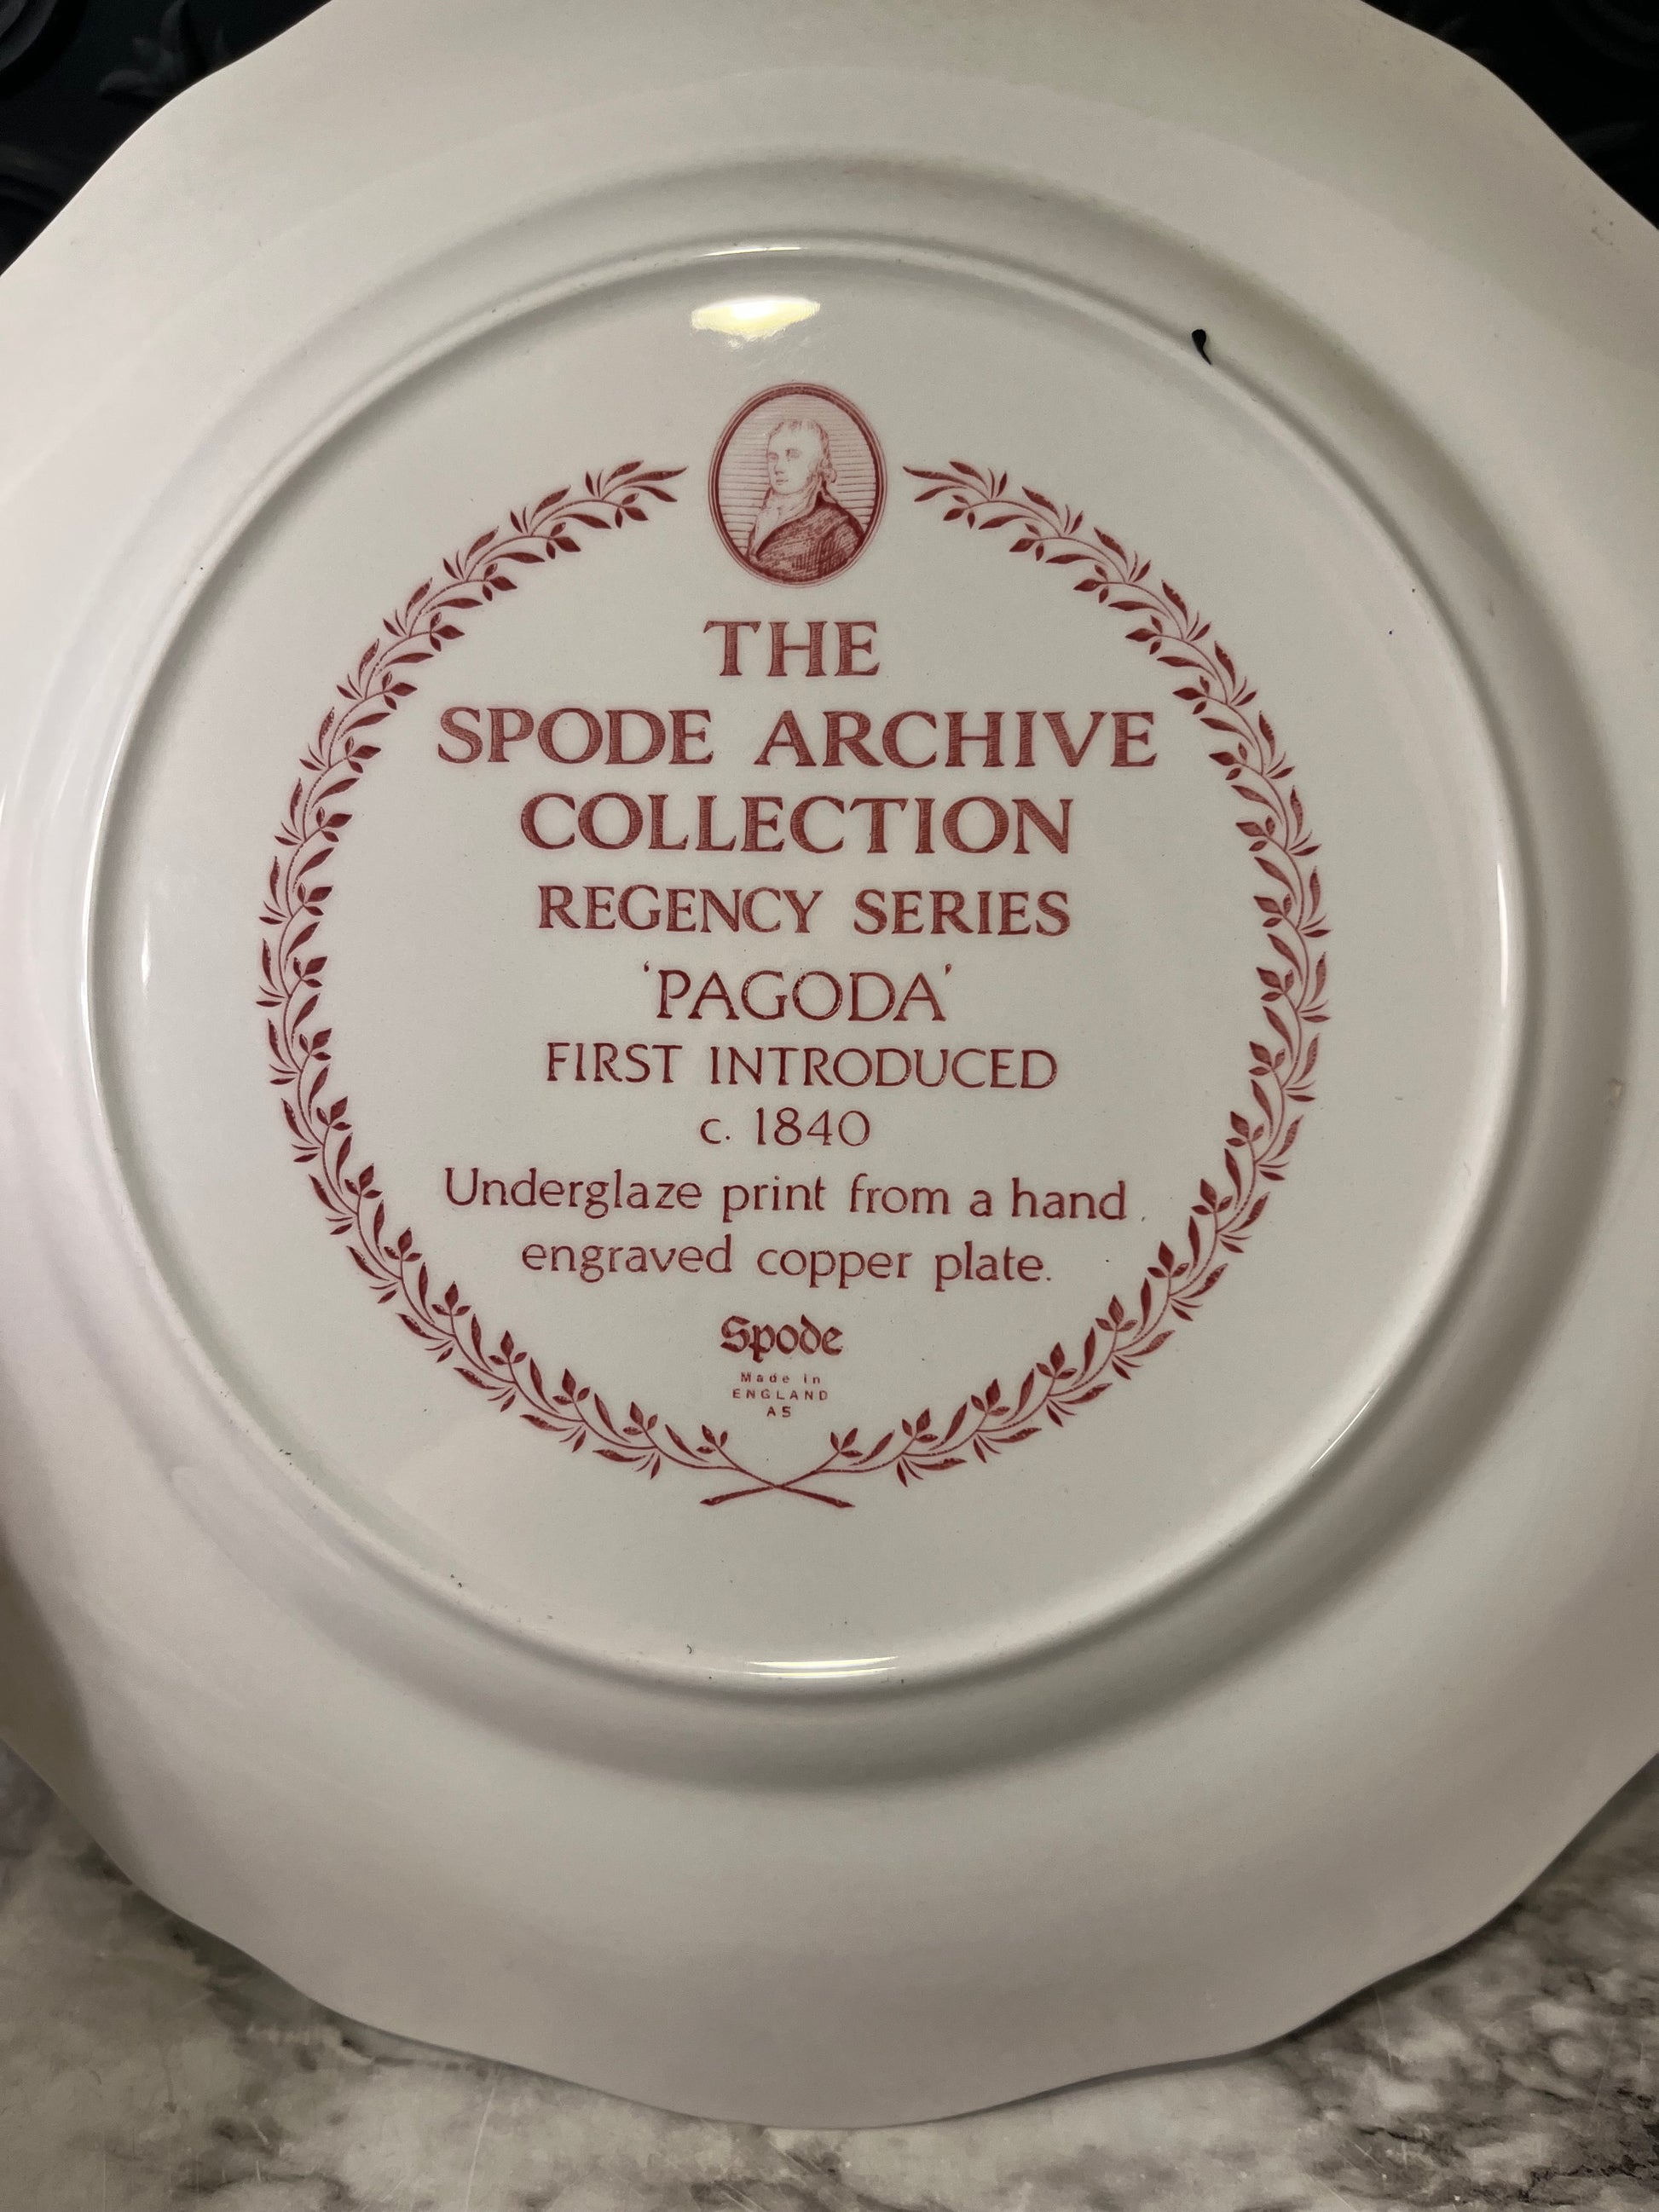 THE
SPODE ARCHIVE
COLLECTION
REGENCY SERIES
'PAGODA'
FIRST INTRODUCED
c. 1840
Underglaze print from a hand
engraved copper plate.
Spode
Made in
ENGLAND
A5